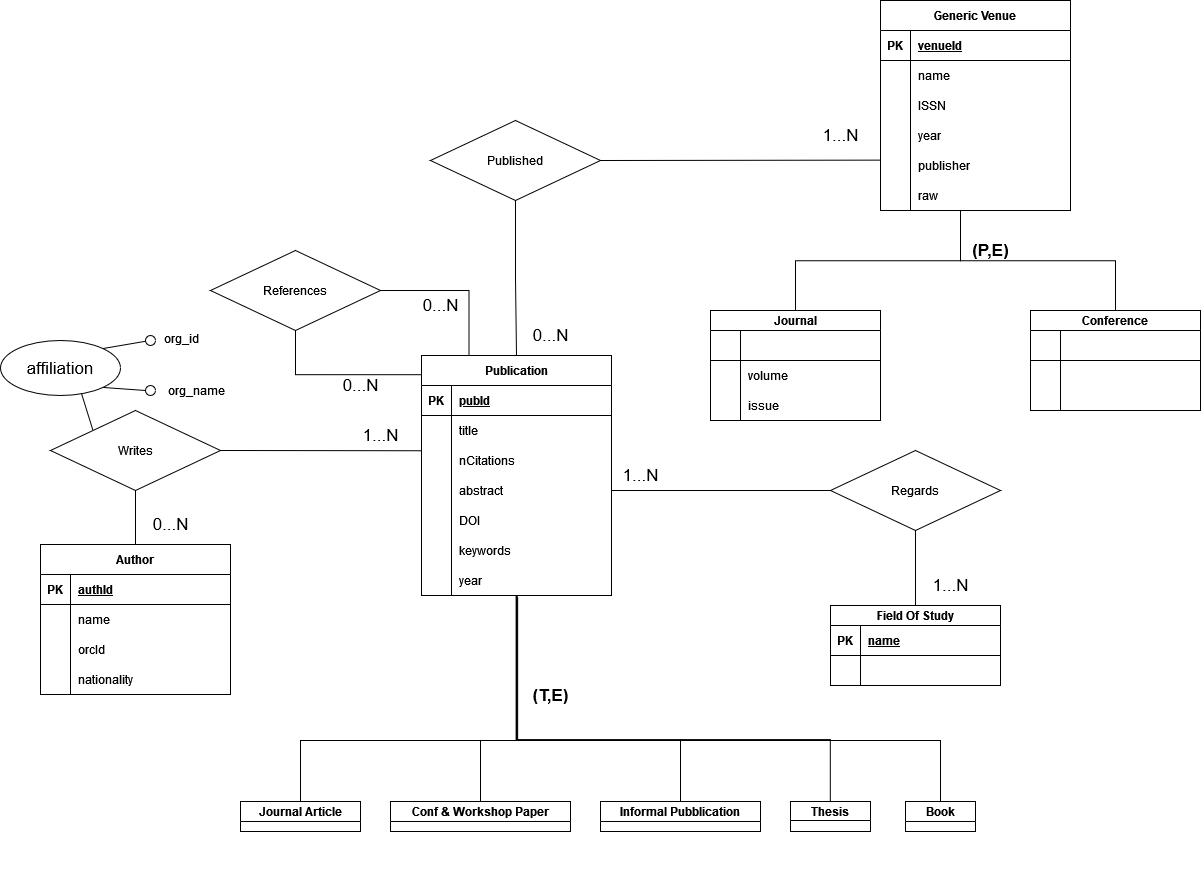 Generic Venue
PK venueId
name
ISSN
year
publisher
raw
1...N
Published
(P,E)
0...N
Journal
volume
issue
Conference
References
0...N
0...N
org_id
affiliation
org_name
Writes
1...N
0...N
Publication
PK pubId
title
nCitations
abstract
DOI
keywords
year
1...N
Regards
1...N
Author
PK authId
name
orcId
nationality
Field Of Study
PK name
(T,E)
Journal Article
Conf & Workshop Paper
Informal Pubblication
Thesis
Book